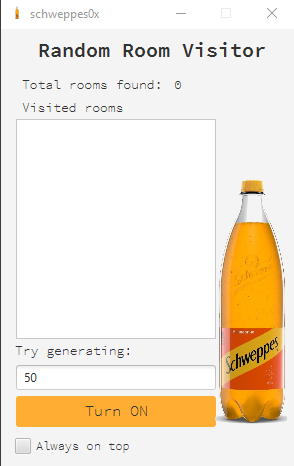 schweppes0x
Random Room Visitor
Total rooms found: 0
Visited rooms
Schweppes
Try generating:
50
Turn ON
Always on top